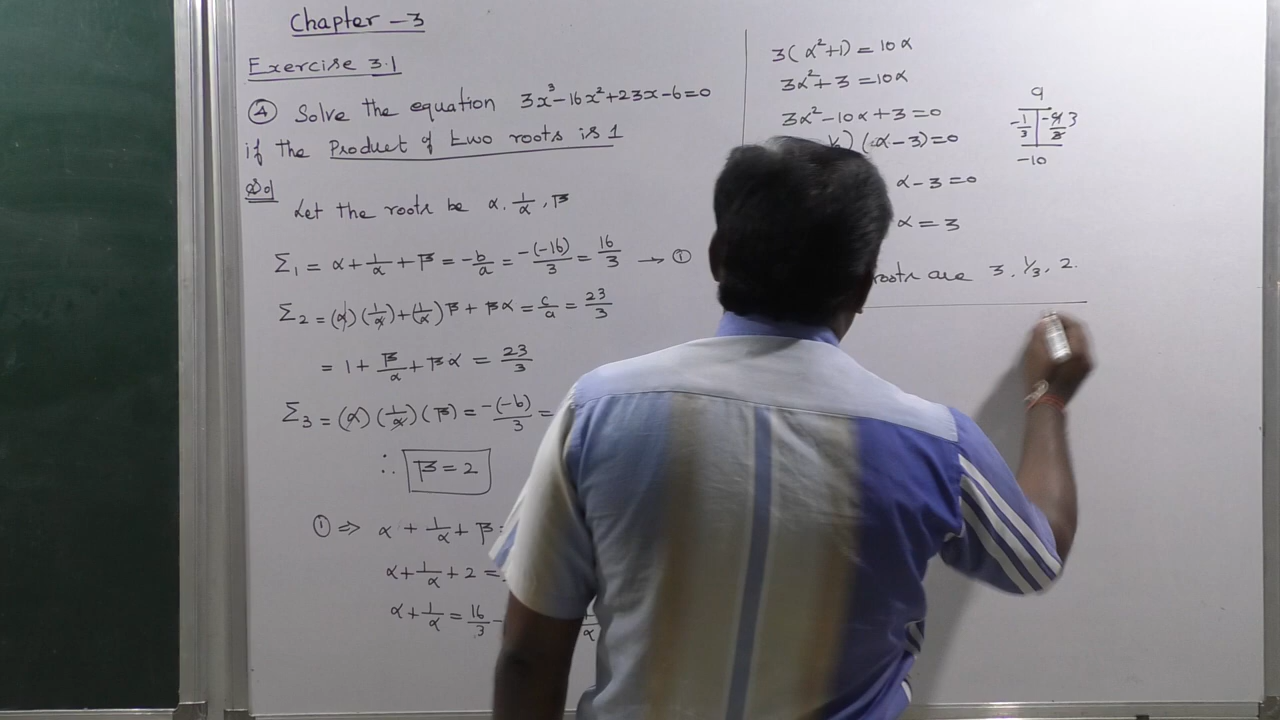 Chapter - 3
Exercise 3.1
④ Solve the equation 3x³-16x²+23x-6=0
if the Product of two roots is 1
Sol
Let the roots be α, 1/α, β
Σ₁ = α + 1/α + β = -b/a = -(-16)/3 = 16/3 → ①
Σ₂ = (α)(1/α) + (1/α)β + βα = c/a = 23/3
= 1 + β/α + βα = 23/3
Σ₃ = (α)(1/α)(β) = -(-6)/3 =
∴ β = 2
① ⇒ α + 1/α + β =
α + 1/α + 2 =
α + 1/α = 16/3 -
3(α²+1) = 10α
3α²+3 = 10α
3α²-10α+3=0
(α-3)=0
α-3=0
α=3
roots are 3, 1/3, 2.
9
-1/3 | -9/3 3
-10